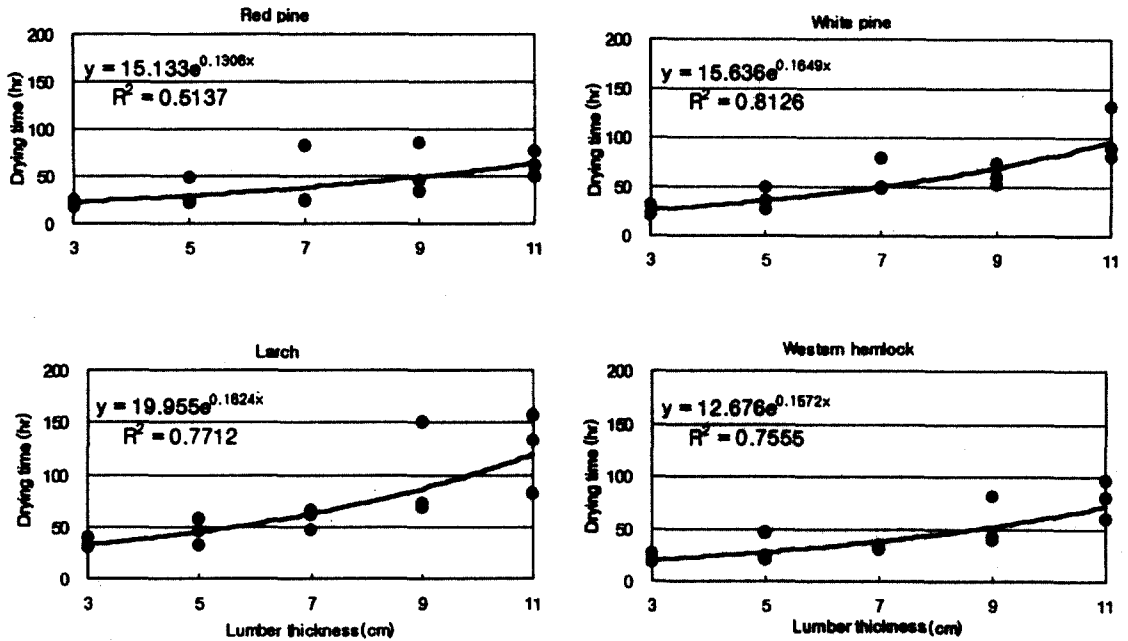 Red pine
200
150
100
50
0
Drying time (hr)
y = 15.133e^0.1306x
R^2 = 0.5137
3 5 7 9 11
White pine
200
150
100
50
0
Drying time (hr)
y = 15.636e^0.1649x
R^2 = 0.8126
3 5 7 9 11
Larch
200
150
100
50
0
Drying time (hr)
y = 19.955e^0.1624x
R^2 = 0.7712
3 5 7 9 11
Lumber thickness(cm)
Western hemlock
200
150
100
50
0
Drying time (hr)
y = 12.676e^0.1572x
R^2 = 0.7555
3 5 7 9 11
Lumber thickness(cm)